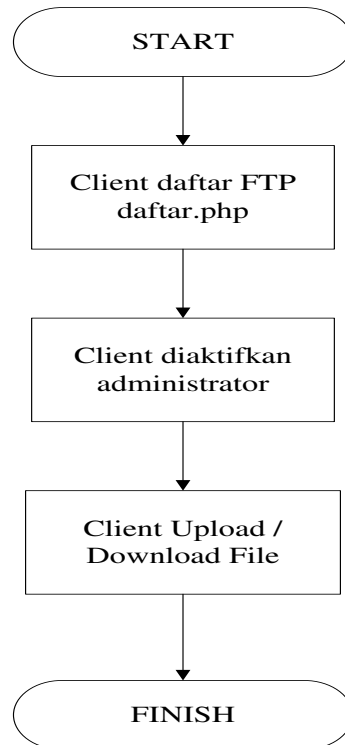 START
Client daftar FTP
daftar.php
Client diaktifkan
administrator
Client Upload /
Download File
FINISH